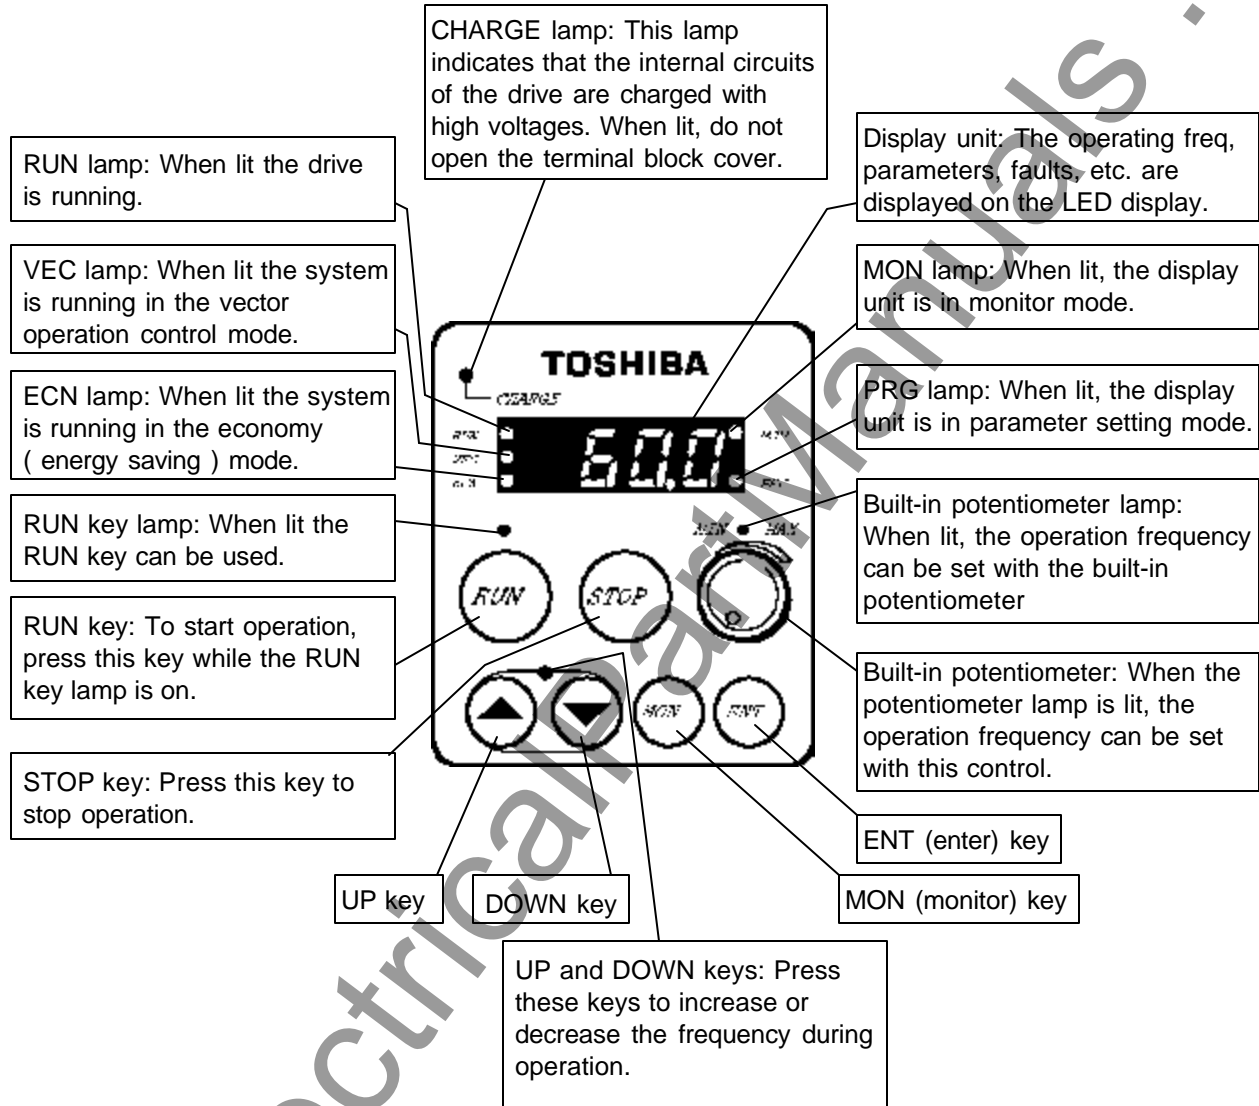 CHARGE lamp: This lamp
indicates that the internal circuits
of the drive are charged with
high voltages. When lit, do not
open the terminal block cover.
RUN lamp: When lit the drive
is running.
VEC lamp: When lit the system
is running in the vector
operation control mode.
ECN lamp: When lit the system
is running in the economy
( energy saving ) mode.
RUN key lamp: When lit the
RUN key can be used.
RUN key: To start operation,
press this key while the RUN
key lamp is on.
STOP key: Press this key to
stop operation.
Display unit: The operating freq,
parameters, faults, etc. are
displayed on the LED display.
MON lamp: When lit, the display
unit is in monitor mode.
PRG lamp: When lit, the display
unit is in parameter setting mode.
Built-in potentiometer lamp:
When lit, the operation frequency
can be set with the built-in
potentiometer
Built-in potentiometer: When the
potentiometer lamp is lit, the
operation frequency can be set
with this control.
TOSHIBA
CHARGE
RUN
60.0
MIN MAX
RUN STOP
MON ENT
UP key
DOWN key
ENT (enter) key
MON (monitor) key
UP and DOWN keys: Press
these keys to increase or
decrease the frequency during
operation.
ectricalPartManuals .